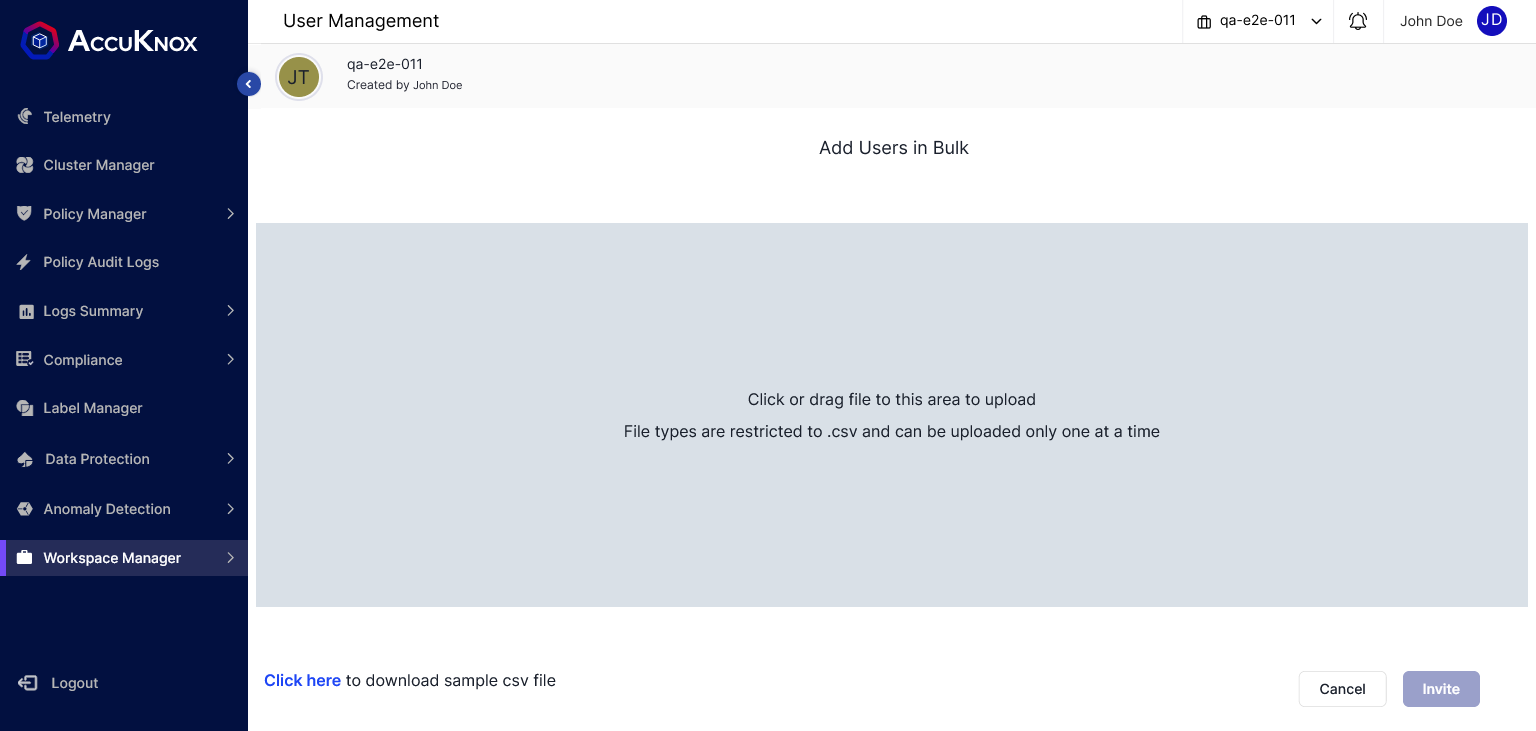 AccuKnox
Telemetry
Cluster Manager
Policy Manager
Policy Audit Logs
Logs Summary
Compliance
Label Manager
Data Protection
Anomaly Detection
Workspace Manager
Logout
User Management
qa-e2e-011
John Doe
JD
JT
qa-e2e-011
Created by John Doe
Add Users in Bulk
Click or drag file to this area to upload
File types are restricted to .csv and can be uploaded only one at a time
Click here to download sample csv file
Cancel
Invite